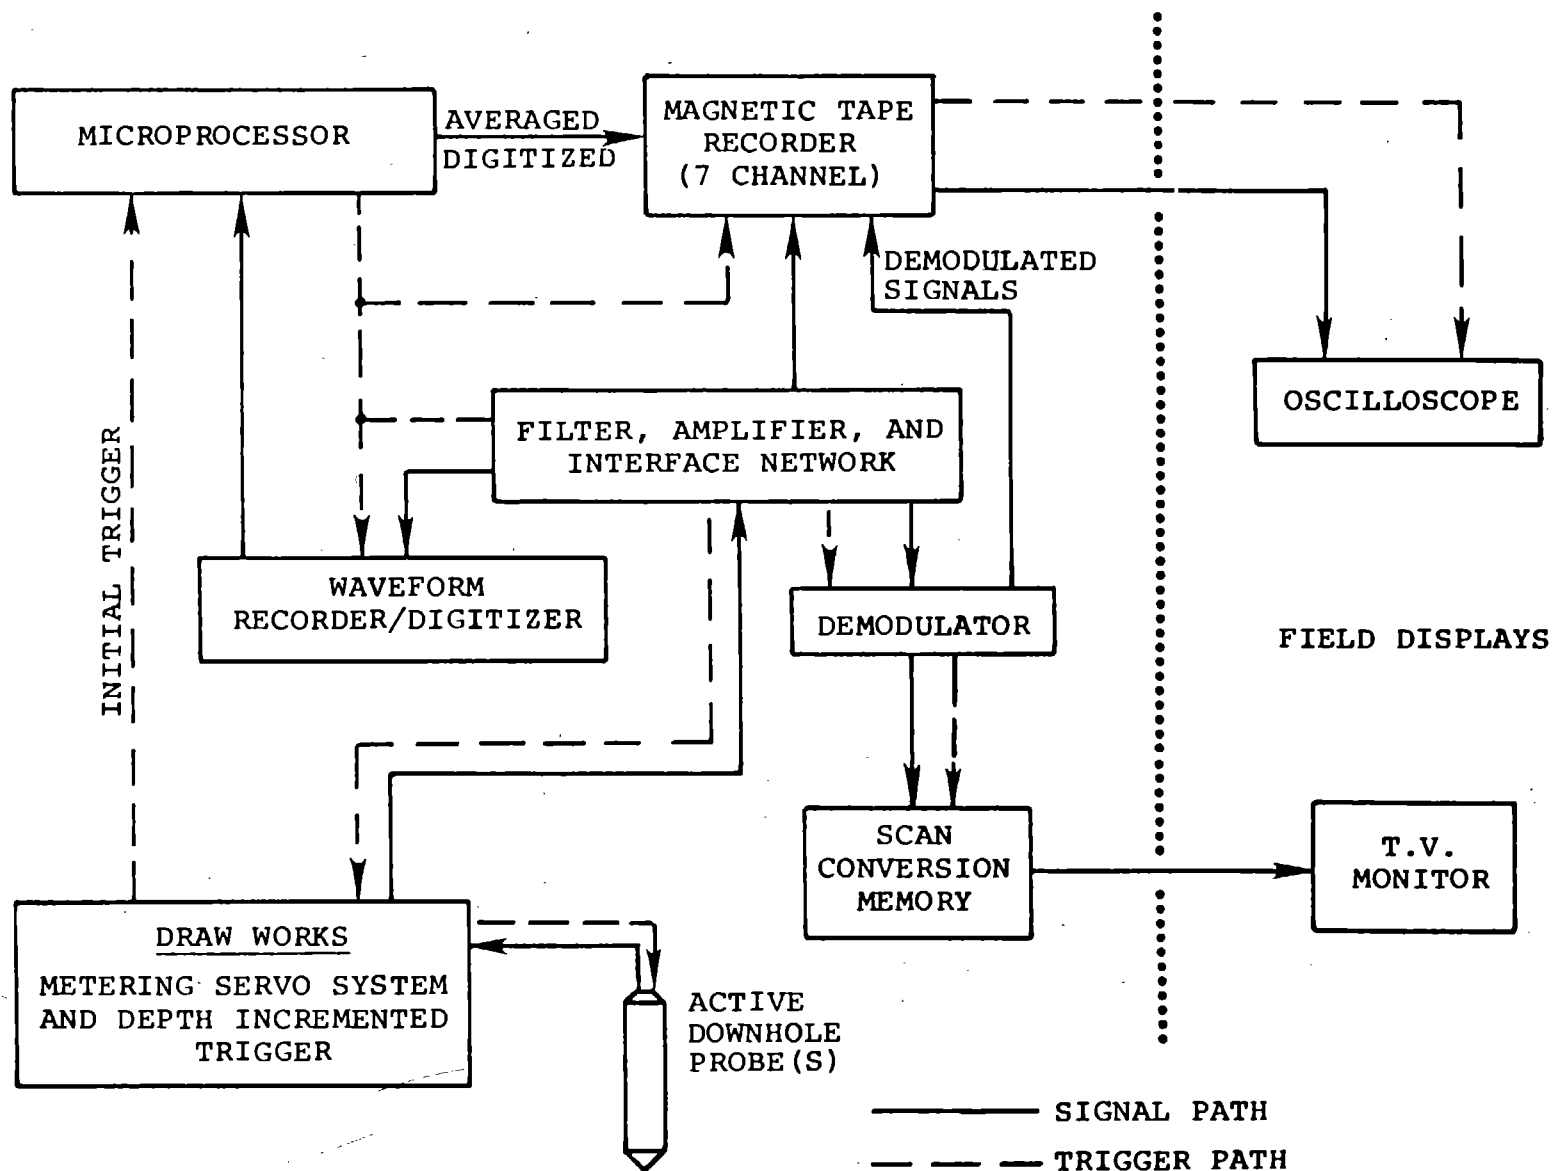 MICROPROCESSOR
AVERAGED
DIGITIZED
MAGNETIC TAPE
RECORDER
(7 CHANNEL)
DEMODULATED
SIGNALS
OSCILLOSCOPE
FILTER, AMPLIFIER, AND
INTERFACE NETWORK
INITIAL TRIGGER
WAVEFORM
RECORDER/DIGITIZER
DEMODULATOR
FIELD DISPLAYS
SCAN
CONVERSION
MEMORY
T.V.
MONITOR
DRAW WORKS
METERING SERVO SYSTEM
AND DEPTH INCREMENTED
TRIGGER
ACTIVE
DOWNHOLE
PROBE(S)
SIGNAL PATH
TRIGGER PATH